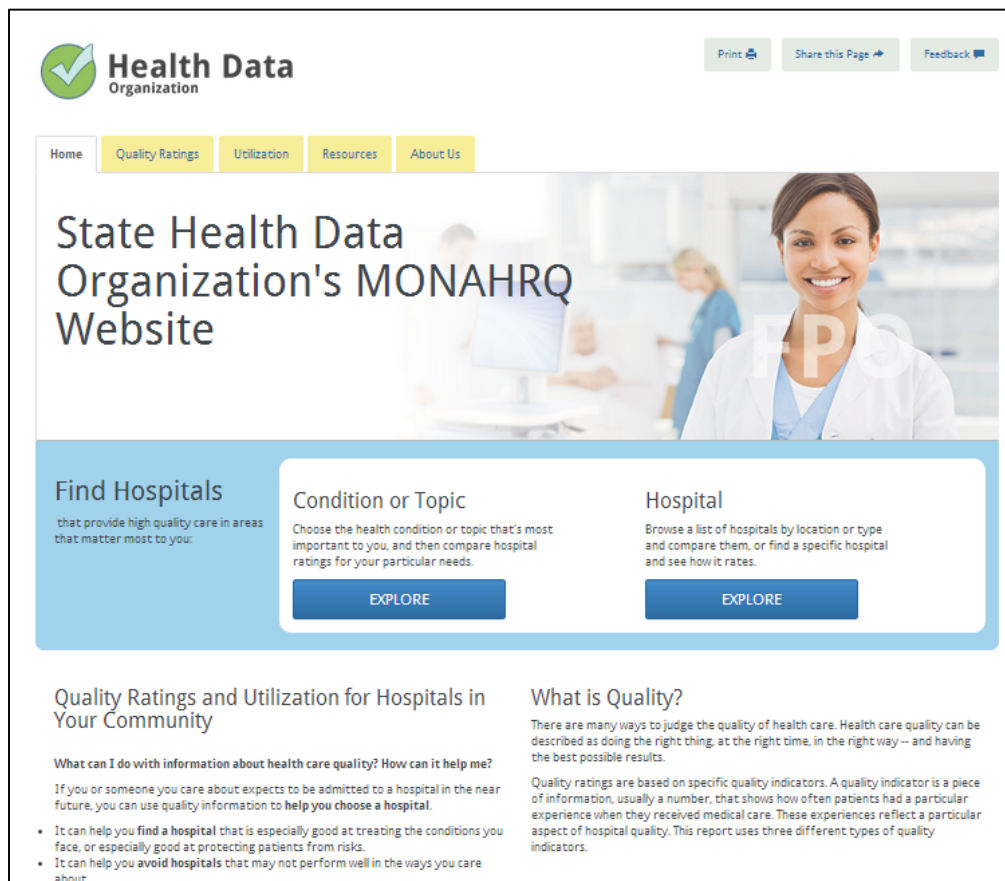 Health Data
Organization
Print
Share this Page
Feedback
Home
Quality Ratings
Utilization
Resources
About Us
State Health Data
Organization's MONAHRQ
Website
FPO
Find Hospitals
that provide high quality care in areas
that matter most to you:
Condition or Topic
Choose the health condition or topic that's most
important to you, and then compare hospital
ratings for your particular needs.
EXPLORE
Hospital
Browse a list of hospitals by location or type
and compare them, or find a specific hospital
and see how it rates.
EXPLORE
Quality Ratings and Utilization for Hospitals in
Your Community
What can I do with information about health care quality? How can it help me?
If you or someone you care about expects to be admitted to a hospital in the near
future, you can use quality information to help you choose a hospital.
• It can help you find a hospital that is especially good at treating the conditions you
face, or especially good at protecting patients from risks.
• It can help you avoid hospitals that may not perform well in the ways you care
about
What is Quality?
There are many ways to judge the quality of health care. Health care quality can be
described as doing the right thing, at the right time, in the right way -- and having
the best possible results.
Quality ratings are based on specific quality indicators. A quality indicator is a piece
of information, usually a number, that shows how often patients had a particular
experience when they received medical care. These experiences reflect a particular
aspect of hospital quality. This report uses three different types of quality
indicators.